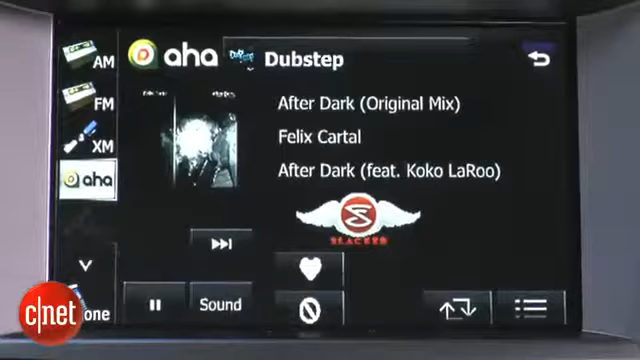 aha
Dubstep
AM
After Dark (Original Mix)
FM
Felix Cartal
XM
After Dark (feat. Koko LaRoo)
aha
SLACKER
Sound
one
c|net